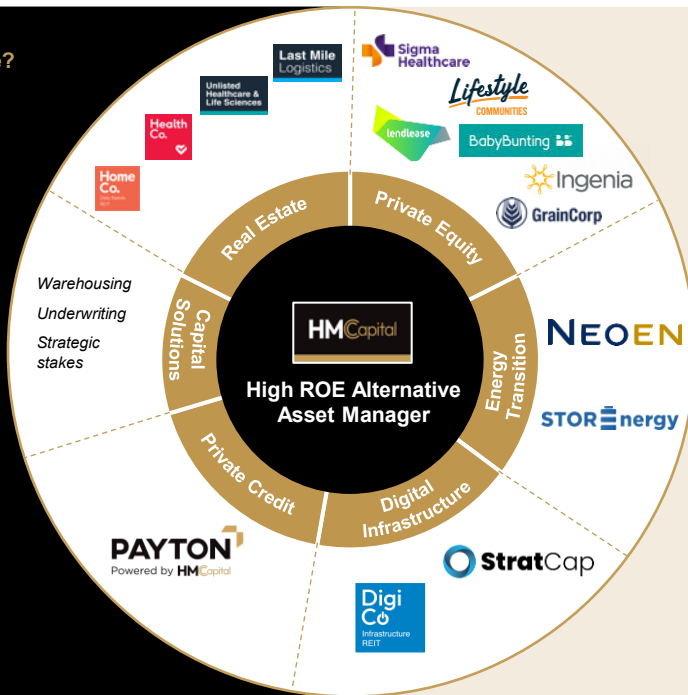 ?
Last Mile
Logistics
Unlisted
Healthcare &
Life Sciences
Health
Co.
Home
Co.
Daily Needs
REIT
Sigma
Healthcare
Lifestyle
COMMUNITIES
lendlease
BabyBunting
Ingenia
GrainCorp
Real Estate
Private Equity
Warehousing
Underwriting
Strategic
stakes
Capital
Solutions
HMCapital
High ROE Alternative
Asset Manager
Energy
Transition
NEOEN
STOREnergy
Private Credit
Digital
Infrastructure
PAYTON
Powered by HMCapital
StratCap
Digi
Co
Infrastructure
REIT